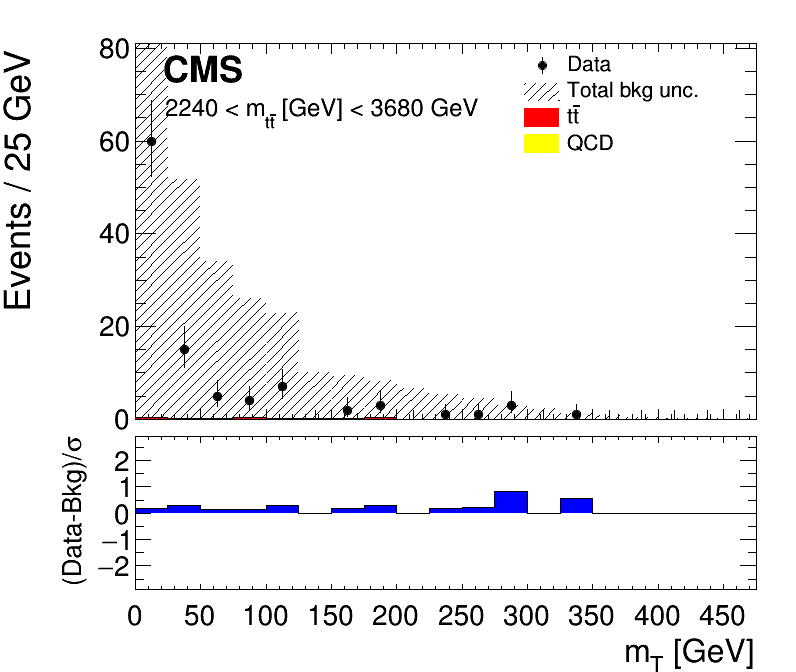 Events / 25 GeV
80
60
40
20
0
CMS
2240 < m_tt̄ [GeV] < 3680 GeV
Data
Total bkg unc.
tt̄
QCD
(Data-Bkg)/σ
2
1
0
−1
−2
0 50 100 150 200 250 300 350 400 450
m_T [GeV]